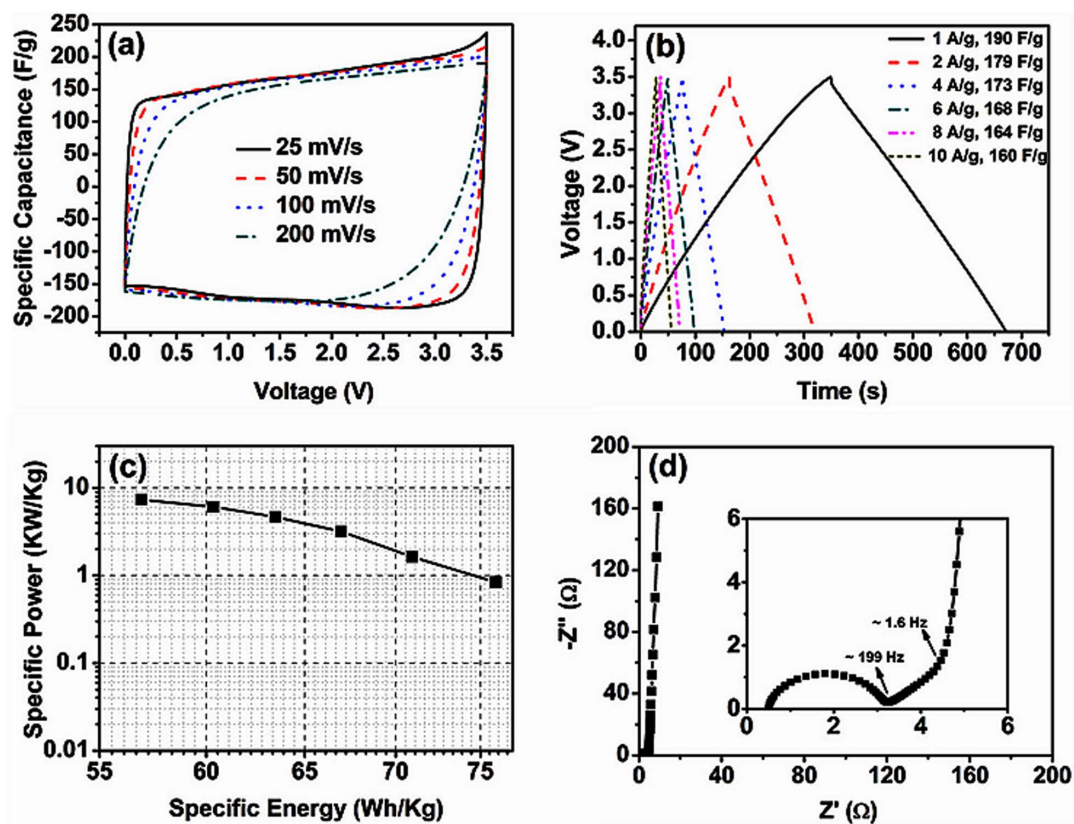 (a)
Specific Capacitance (F/g)
250
200
150
100
50
0
-50
-100
-150
-200
25 mV/s
50 mV/s
100 mV/s
200 mV/s
0.0 0.5 1.0 1.5 2.0 2.5 3.0 3.5
Voltage (V)
(b)
Voltage (V)
4.0
3.5
3.0
2.5
2.0
1.5
1.0
0.5
0.0
1 A/g, 190 F/g
2 A/g, 179 F/g
4 A/g, 173 F/g
6 A/g, 168 F/g
8 A/g, 164 F/g
10 A/g, 160 F/g
0 100 200 300 400 500 600 700
Time (s)
(c)
Specific Power (KW/Kg)
10
1
0.1
0.01
55 60 65 70 75
Specific Energy (Wh/Kg)
(d)
-Z" (Ω)
200
160
120
80
40
0
6
4
2
0
~ 1.6 Hz
~ 199 Hz
0 2 4 6
0 40 80 120 160 200
Z' (Ω)